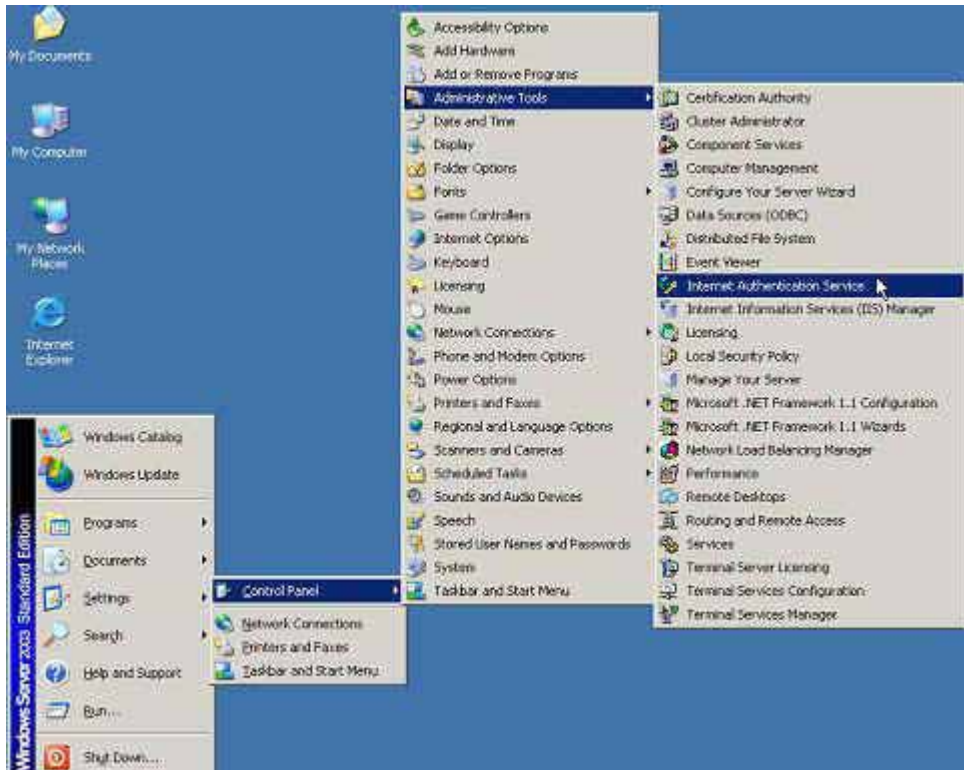 My Documents
My Computer
My Network
Places
Internet
Explorer
Windows Server 2003 Standard Edition
Windows Catalog
Windows Update
Programs
Documents
Settings
Search
Help and Support
Run...
Shut Down...
Control Panel
Network Connections
Printers and Faxes
Taskbar and Start Menu
Accessibility Options
Add Hardware
Add or Remove Programs
Administrative Tools
Date and Time
Display
Folder Options
Fonts
Game Controllers
Internet Options
Keyboard
Licensing
Mouse
Network Connections
Phone and Modem Options
Power Options
Printers and Faxes
Regional and Language Options
Scanners and Cameras
Scheduled Tasks
Sounds and Audio Devices
Speech
Stored User Names and Passwords
System
Taskbar and Start Menu
Certification Authority
Cluster Administrator
Component Services
Computer Management
Configure Your Server Wizard
Data Sources (ODBC)
Distributed File System
Event Viewer
Internet Authentication Service
Internet Information Services (IIS) Manager
Licensing
Local Security Policy
Manage Your Server
Microsoft .NET Framework 1.1 Configuration
Microsoft .NET Framework 1.1 Wizards
Network Load Balancing Manager
Performance
Remote Desktops
Routing and Remote Access
Services
Terminal Server Licensing
Terminal Services Configuration
Terminal Services Manager